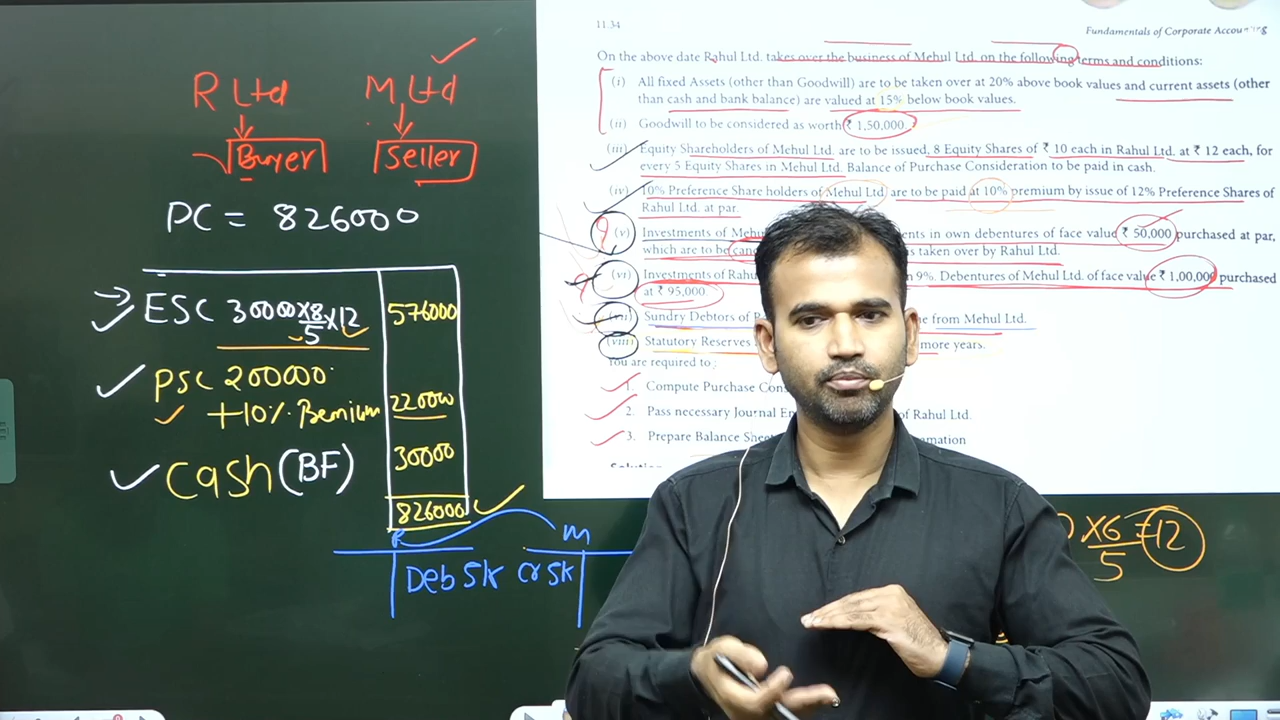 R Ltd
M Ltd
Buyer
Seller
PC = 826000
ESC 30000×8/5×12 576000
PSC 200000
+10% Premium 220000
Cash (BF) 30000
826000
R M
Deb 5k Cr 5k
11.34 Fundamentals of Corporate Accounting
On the above date Rahul Ltd. takes over the business of Mehul Ltd. on the following terms and conditions:
(i) All fixed Assets (other than Goodwill) are to be taken over at 20% above book values and current assets (other
than cash and bank balance) are valued at 15% below book values.
(ii) Goodwill to be considered as worth ₹ 1,50,000.
(iii) Equity Shareholders of Mehul Ltd. are to be issued, 8 Equity Shares of ₹ 10 each in Rahul Ltd. at ₹ 12 each, for
every 5 Equity Shares in Mehul Ltd. Balance of Purchase Consideration to be paid in cash.
(iv) 10% Preference Share holders of Mehul Ltd are to be paid at 10% premium by issue of 12% Preference Shares of
Rahul Ltd. at par.
(v) Investments of ents in own debentures of face value ₹ 50,000 purchased at par,
which are to be s taken over by Rahul Ltd.
(vi) Investments of 9%. Debentures of Mehul Ltd. of face value ₹ 1,00,000 purchased
at ₹ 95,000.
Sundry Debtors of e from Mehul Ltd.
(viii) Statutory Reserves more years.
You are required to :
1. Compute Purchase Con
2. Pass necessary Journal En of Rahul Ltd.
3. Prepare Balance Shee amation
×6/5 = 12